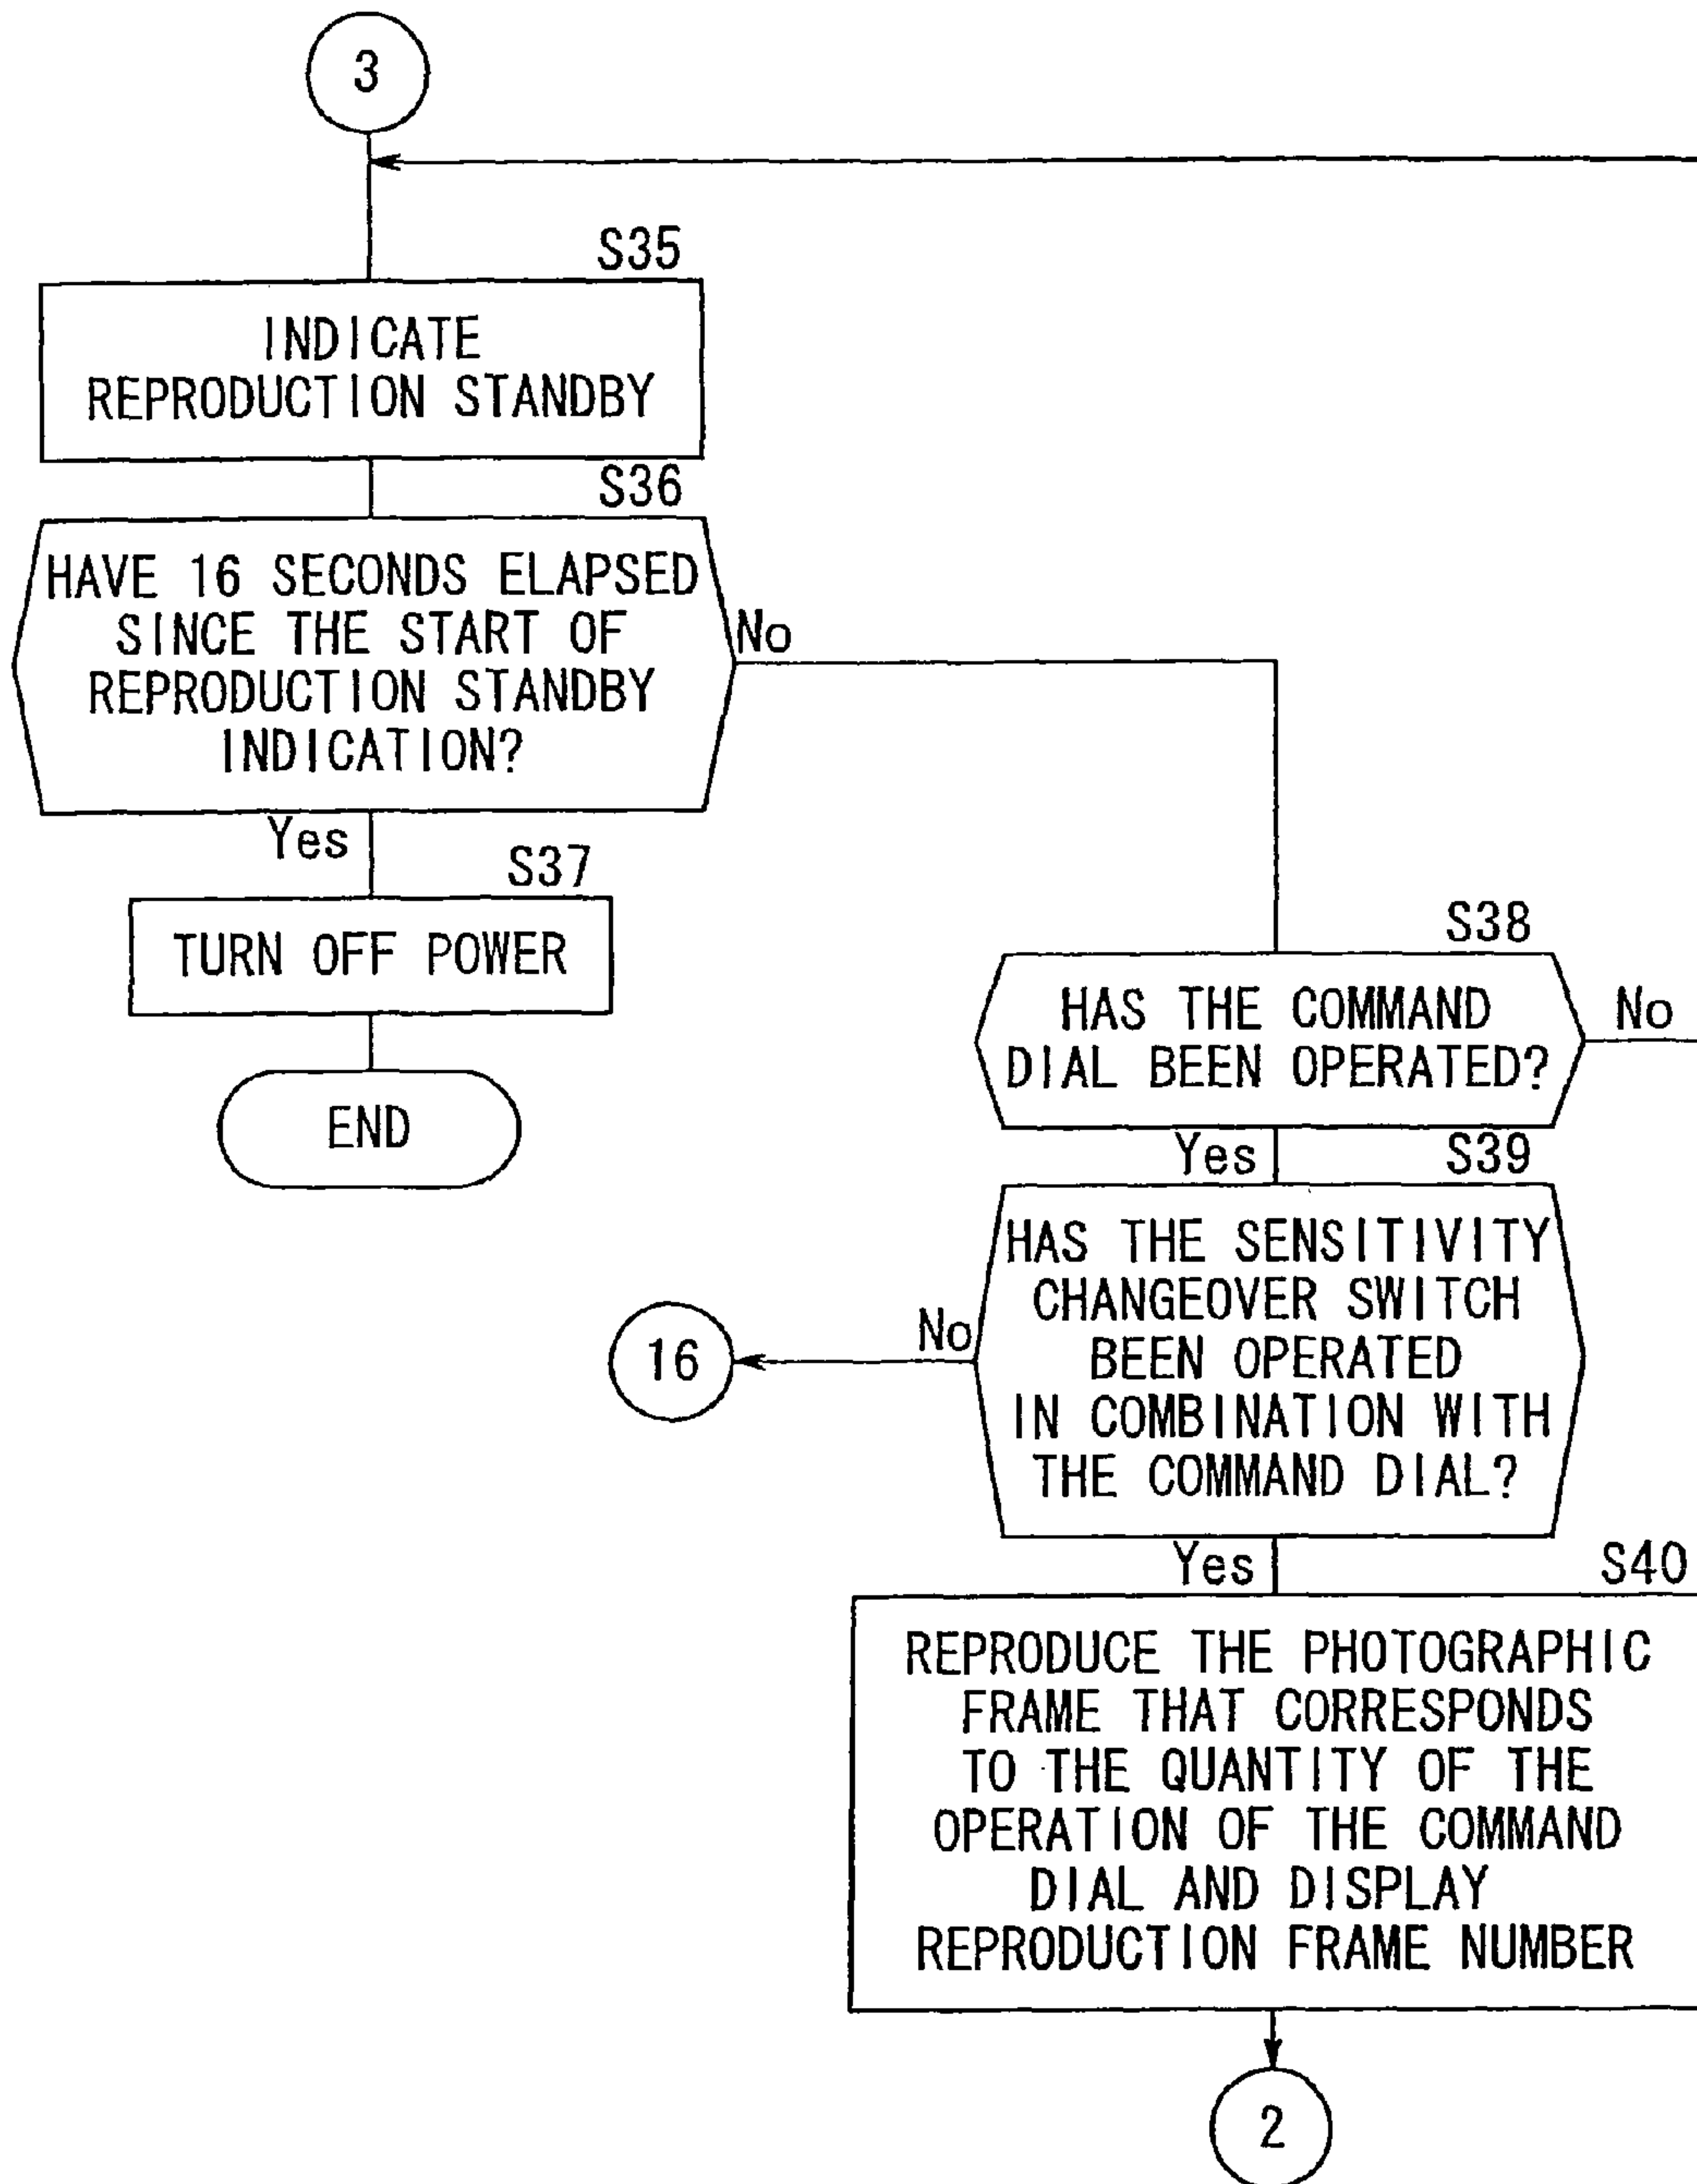 3
S35
INDICATE
REPRODUCTION STANDBY
S36
HAVE 16 SECONDS ELAPSED
SINCE THE START OF
REPRODUCTION STANDBY
INDICATION?
No
Yes
S37
TURN OFF POWER
END
S38
HAS THE COMMAND
DIAL BEEN OPERATED?
No
Yes
S39
HAS THE SENSITIVITY
CHANGEOVER SWITCH
BEEN OPERATED
IN COMBINATION WITH
THE COMMAND DIAL?
No
16
Yes
S40
REPRODUCE THE PHOTOGRAPHIC
FRAME THAT CORRESPONDS
TO THE QUANTITY OF THE
OPERATION OF THE COMMAND
DIAL AND DISPLAY
REPRODUCTION FRAME NUMBER
2